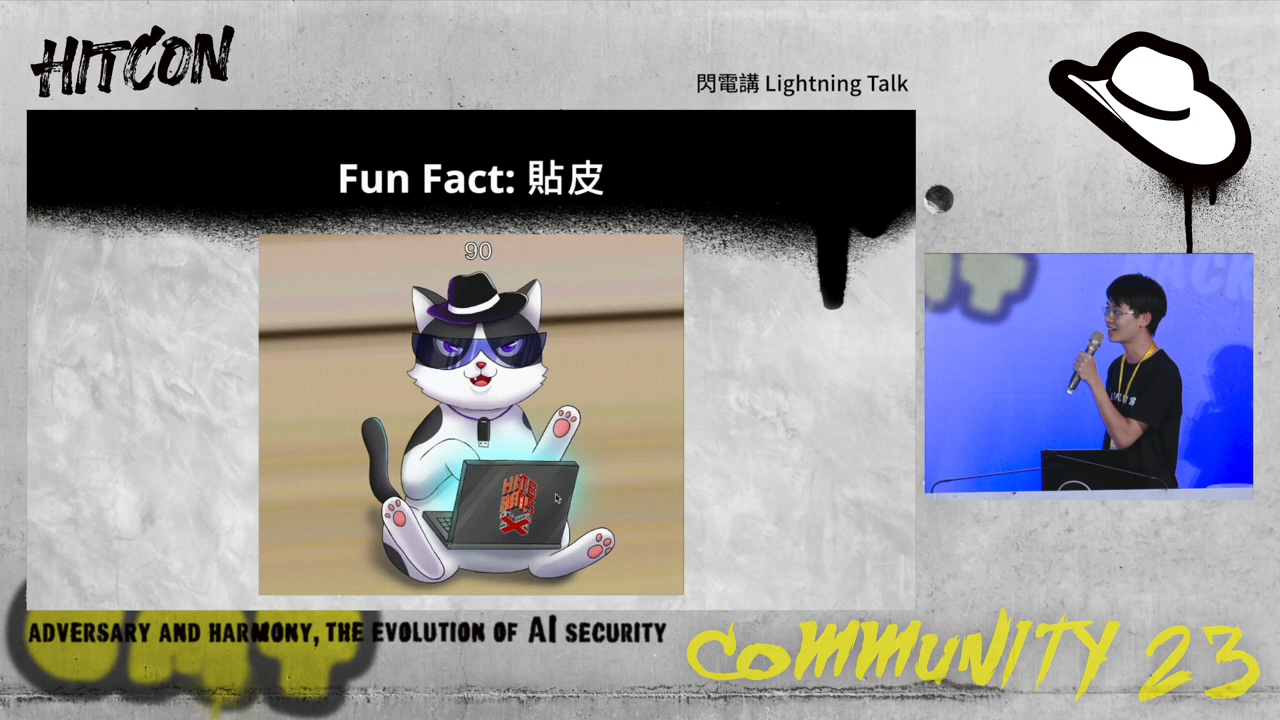 HITCON
閃電講 Lightning Talk
Fun Fact: 貼皮
90
ADVERSARY AND HARMONY, THE EVOLUTION OF AI SECURITY
COMMUNITY 23